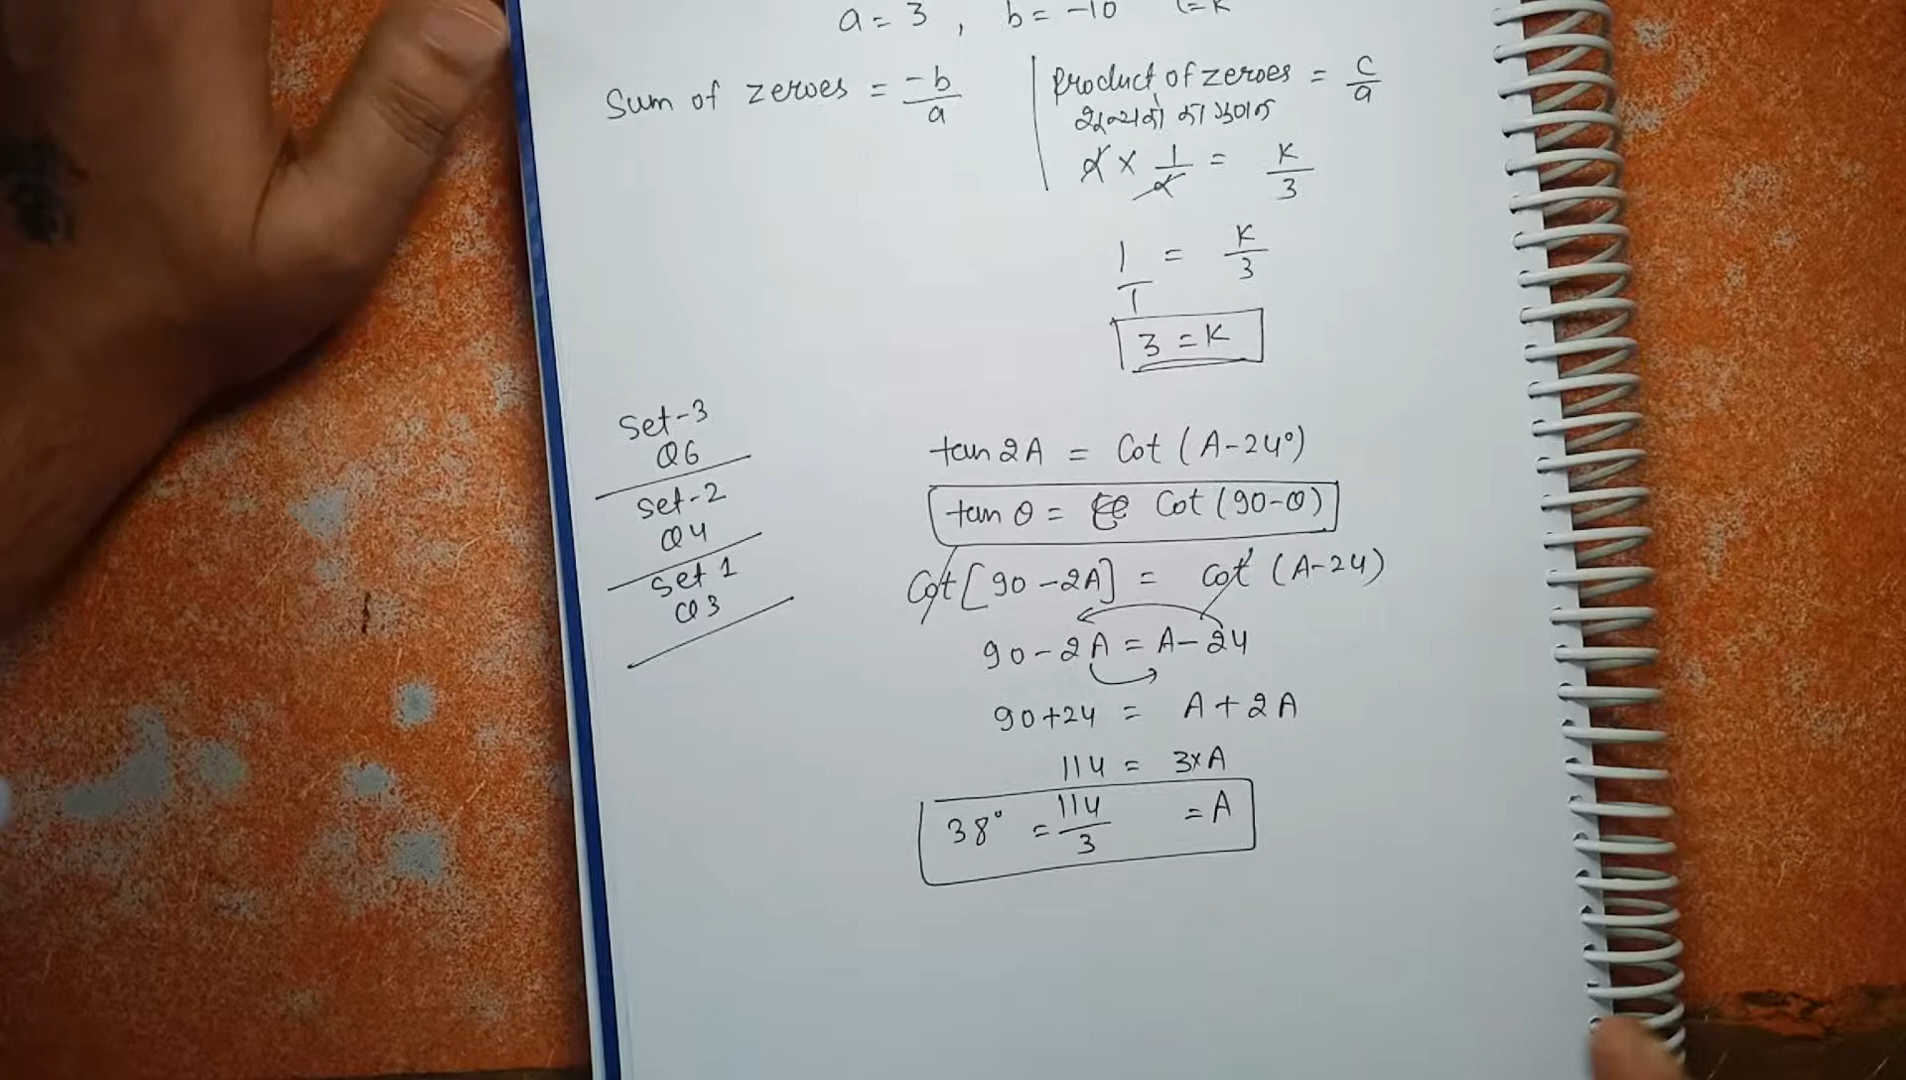 a = 3 , b = -10 c = K
Sum of zeroes = -b/a
Product of zeroes = c/a
शून्यकों का गुणन
α × 1/α = K/3
1/1 = K/3
3 = K
Set-3
Q6
Set-2
Q4
Set 1
Q3
tan 2A = Cot (A-24°)
tan θ = Cot (90-θ)
Cot [90-2A] = Cot (A-24)
90-2A = A-24
90+24 = A+2A
114 = 3×A
38° = 114/3 = A